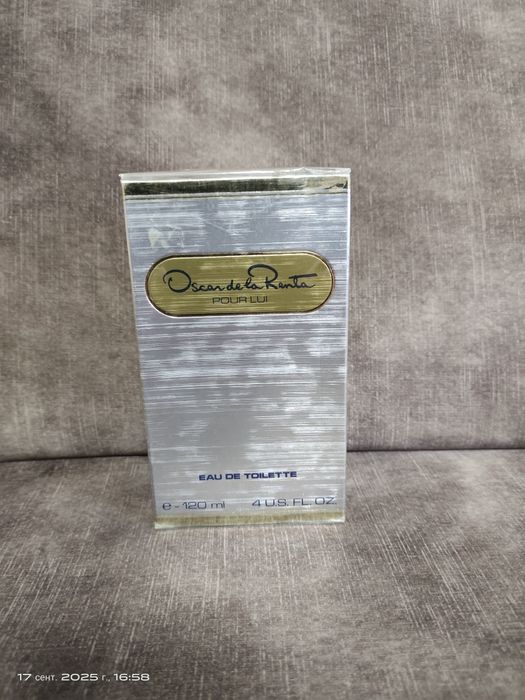 Oscar de la Renta
POUR LUI
EAU DE TOILETTE
e - 120 ml 4 U.S. FL. OZ.
17 сент. 2025 г., 16:58